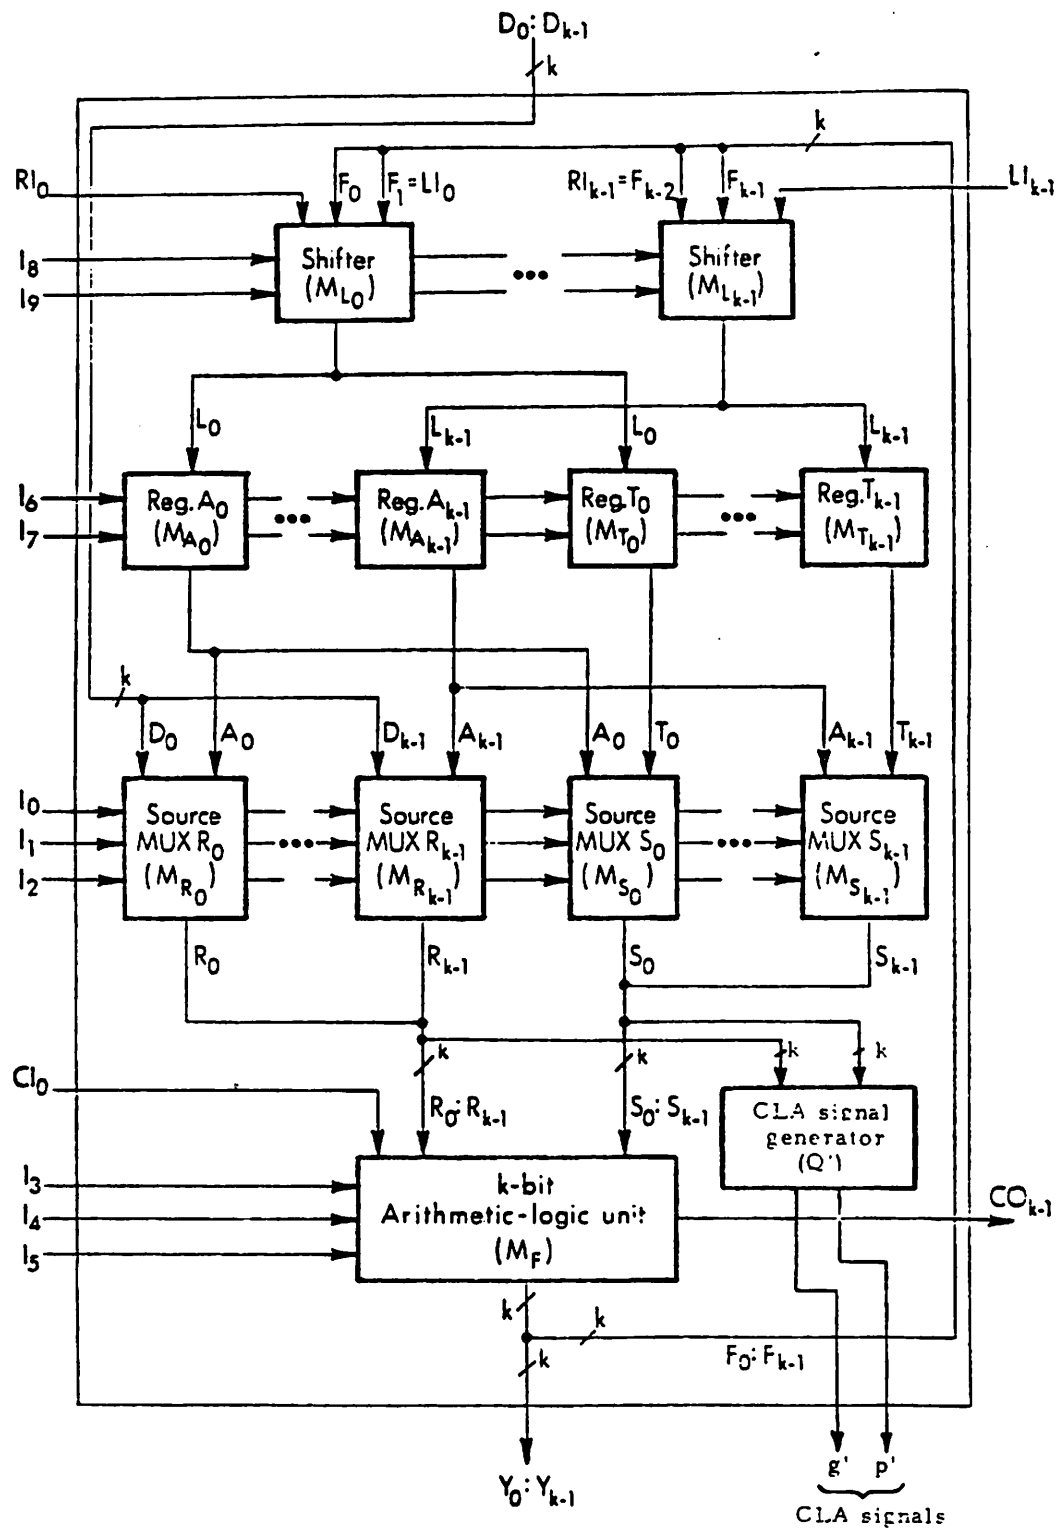 D0:Dk-1
k
k
RI0
F0
F1=LI0
RIk-1=Fk-2
Fk-1
LIk-1
I8
I9
Shifter
(ML0)
•••
Shifter
(MLk-1)
L0
Lk-1
L0
Lk-1
I6
I7
Reg.A0
(MA0)
•••
Reg.Ak-1
(MAk-1)
Reg.T0
(MT0)
•••
Reg.Tk-1
(MTk-1)
k
D0
A0
Dk-1
Ak-1
A0
T0
Ak-1
Tk-1
I0
I1
I2
Source
MUX R0
(MR0)
•••
Source
MUX Rk-1
(MRk-1)
Source
MUX S0
(MS0)
•••
Source
MUX Sk-1
(MSk-1)
R0
Rk-1
S0
Sk-1
k
k
k
k
CI0
R0:Rk-1
S0:Sk-1
CLA signal
generator
(Q')
I3
I4
I5
k-bit
Arithmetic-logic unit
(MF)
COk-1
k
k
k
F0:Fk-1
Y0:Yk-1
g'
p'
CLA signals